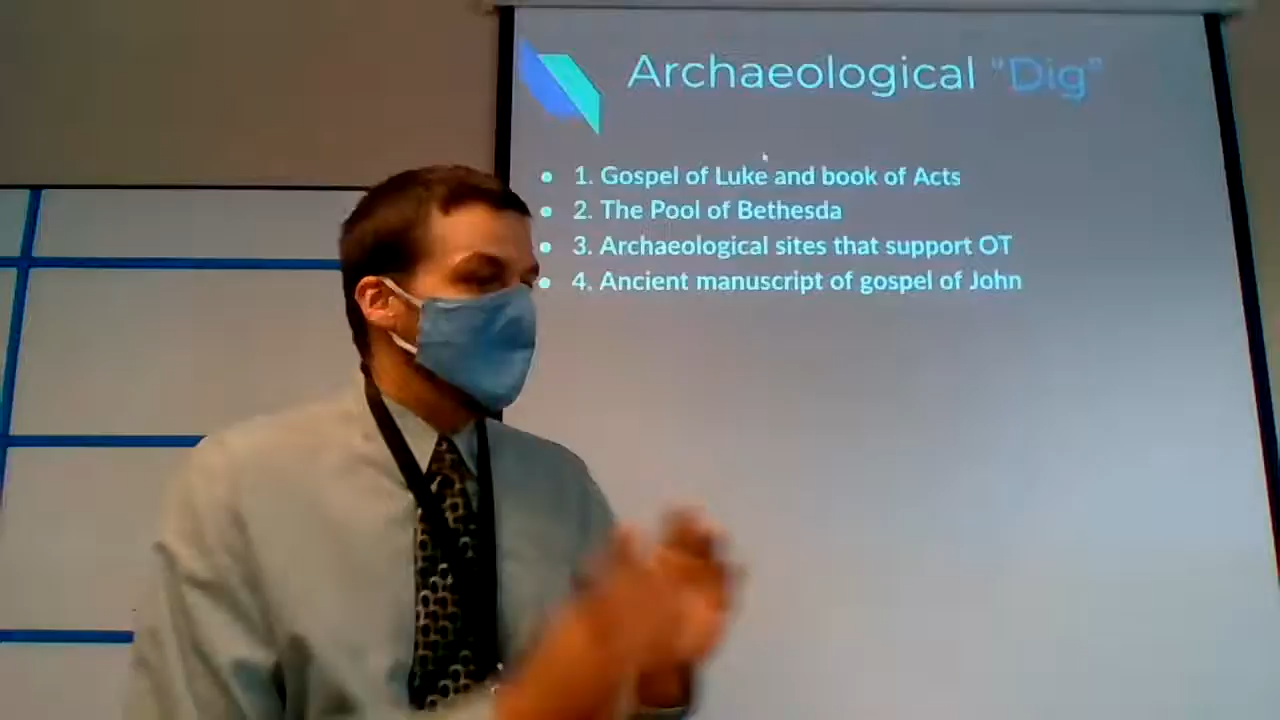 Archaeological "Dig"
1. Gospel of Luke and book of Acts
2. The Pool of Bethesda
3. Archaeological sites that support OT
4. Ancient manuscript of gospel of John